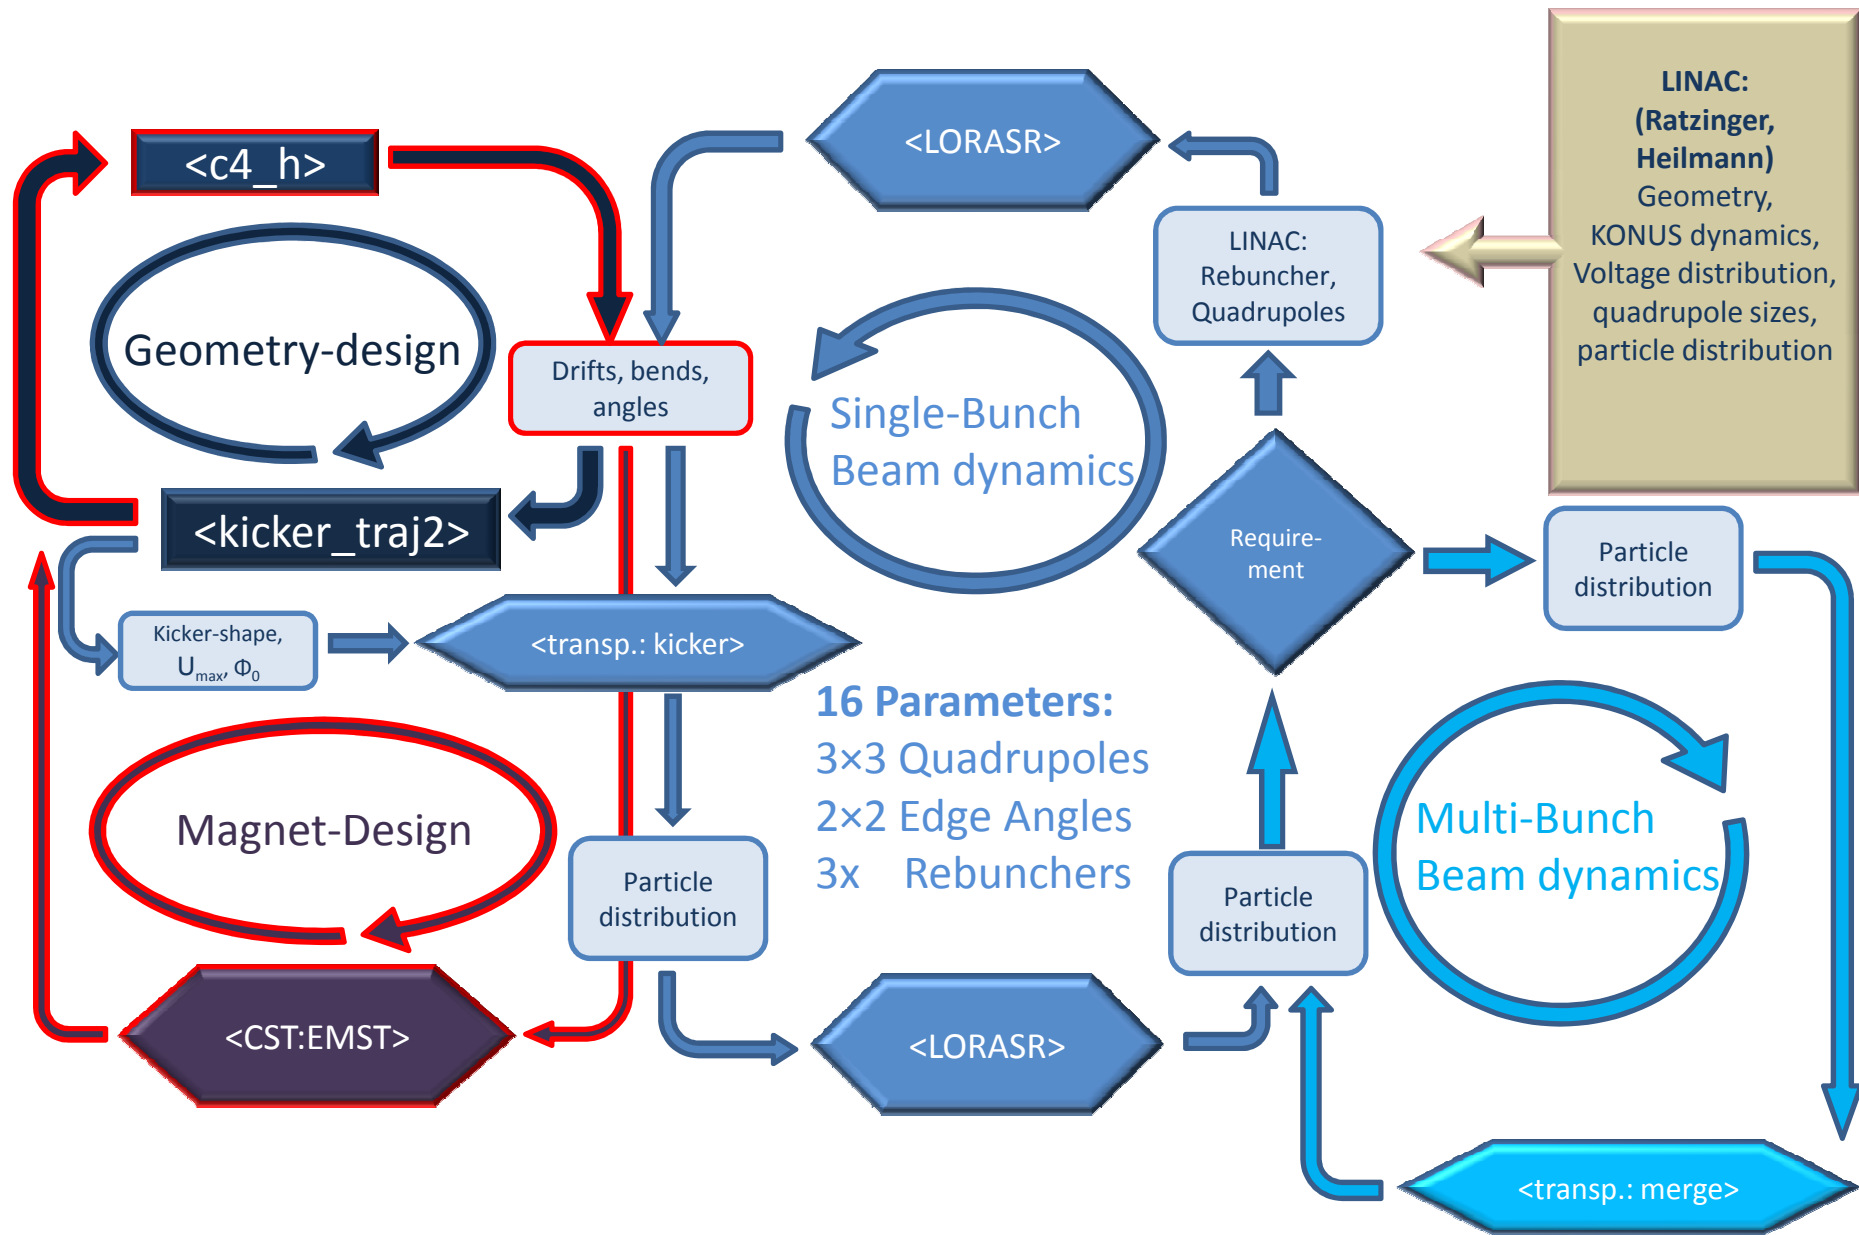 <c4_h>
Geometry-design
<kicker_traj2>
Drifts, bends,
angles
<LORASR>
LINAC:
Rebuncher,
Quadrupoles
LINAC:
(Ratzinger,
Heilmann)
Geometry,
KONUS dynamics,
Voltage distribution,
quadrupole sizes,
particle distribution
Single-Bunch
Beam dynamics
Require-
ment
Particle
distribution
Kicker-shape,
Umax, Φ0
<transp.: kicker>
16 Parameters:
3×3 Quadrupoles
2×2 Edge Angles
3x Rebunchers
Magnet-Design
Particle
distribution
Particle
distribution
Multi-Bunch
Beam dynamics
<CST:EMST>
<LORASR>
<transp.: merge>